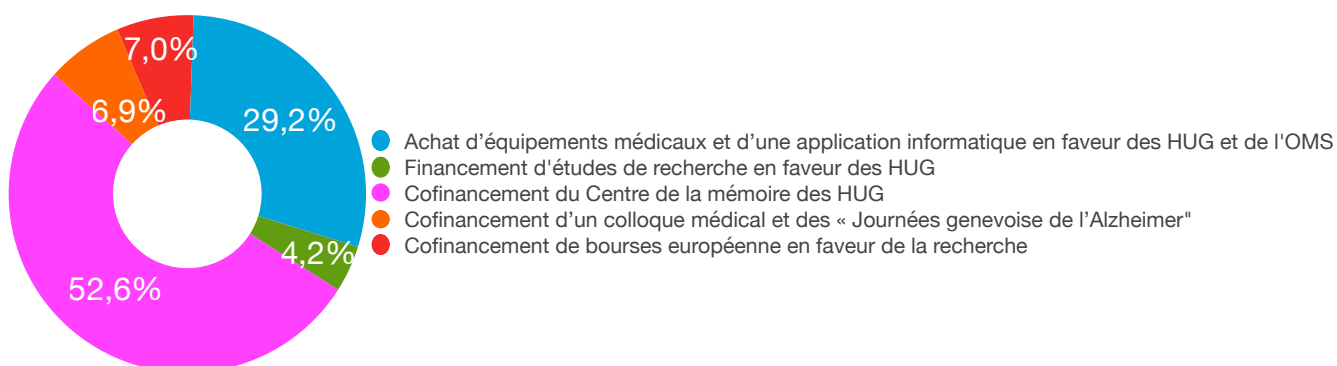 7,0%
6,9%
29,2%
4,2%
52,6%
Achat d’équipements médicaux et d’une application informatique en faveur des HUG et de l'OMS
Financement d'études de recherche en faveur des HUG
Cofinancement du Centre de la mémoire des HUG
Cofinancement d’un colloque médical et des « Journées genevoise de l’Alzheimer"
Cofinancement de bourses européenne en faveur de la recherche